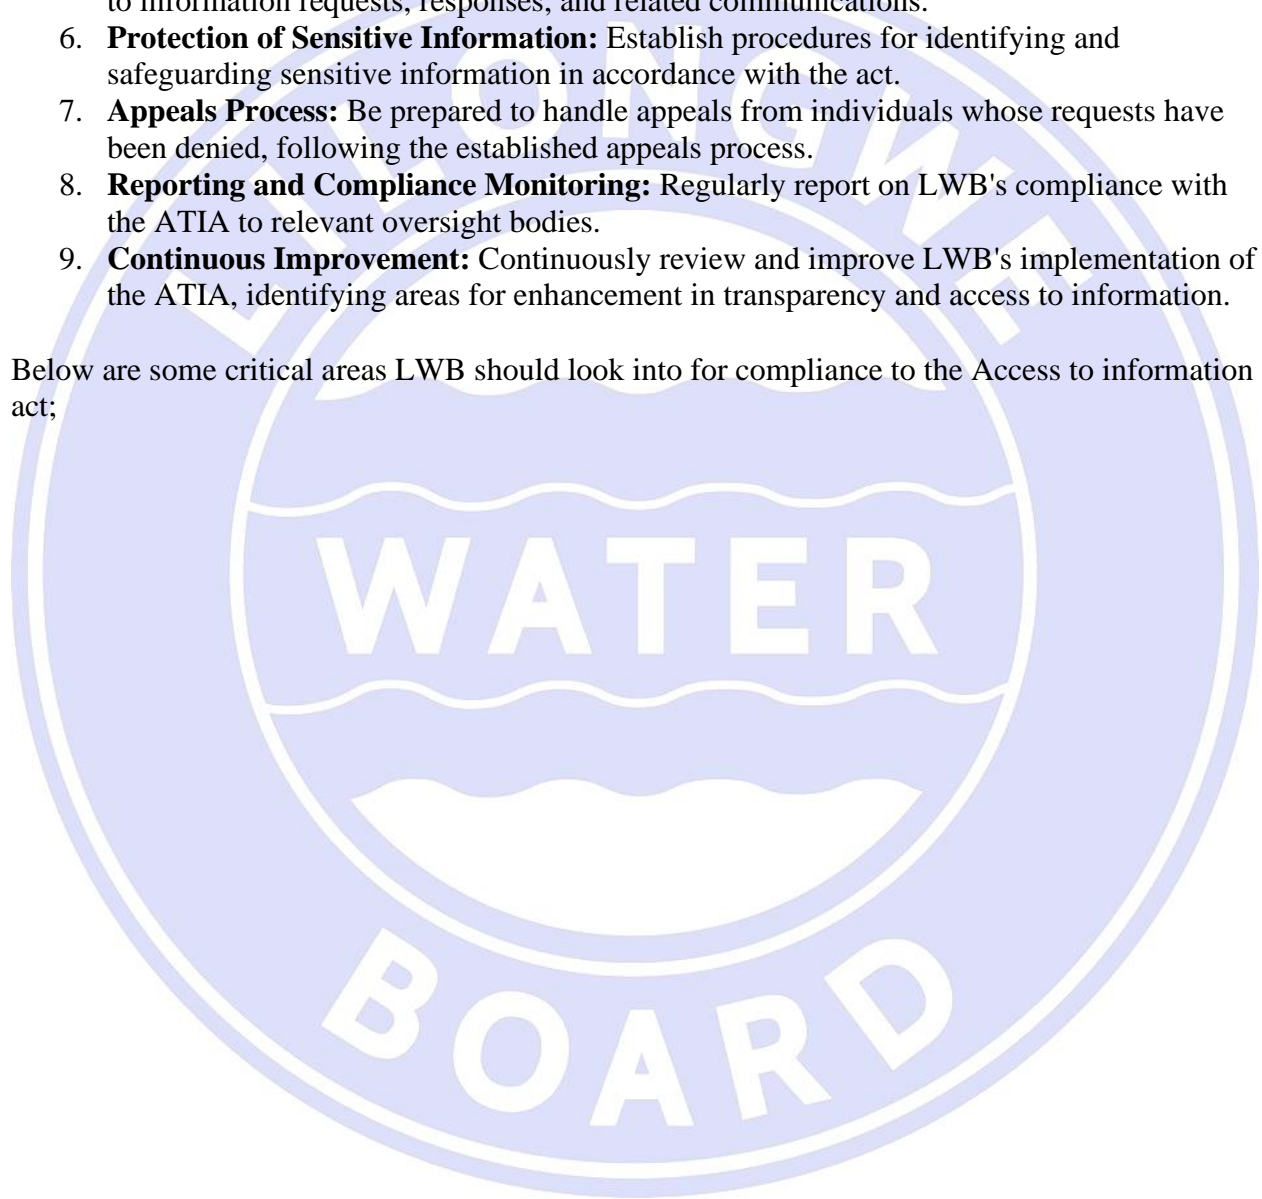 to information requests, responses, and related communications.
6. Protection of Sensitive Information: Establish procedures for identifying and
safeguarding sensitive information in accordance with the act.
7. Appeals Process: Be prepared to handle appeals from individuals whose requests have
been denied, following the established appeals process.
8. Reporting and Compliance Monitoring: Regularly report on LWB's compliance with
the ATIA to relevant oversight bodies.
9. Continuous Improvement: Continuously review and improve LWB's implementation of
the ATIA, identifying areas for enhancement in transparency and access to information.
Below are some critical areas LWB should look into for compliance to the Access to information
act;
LILONGWE
WATER
BOARD